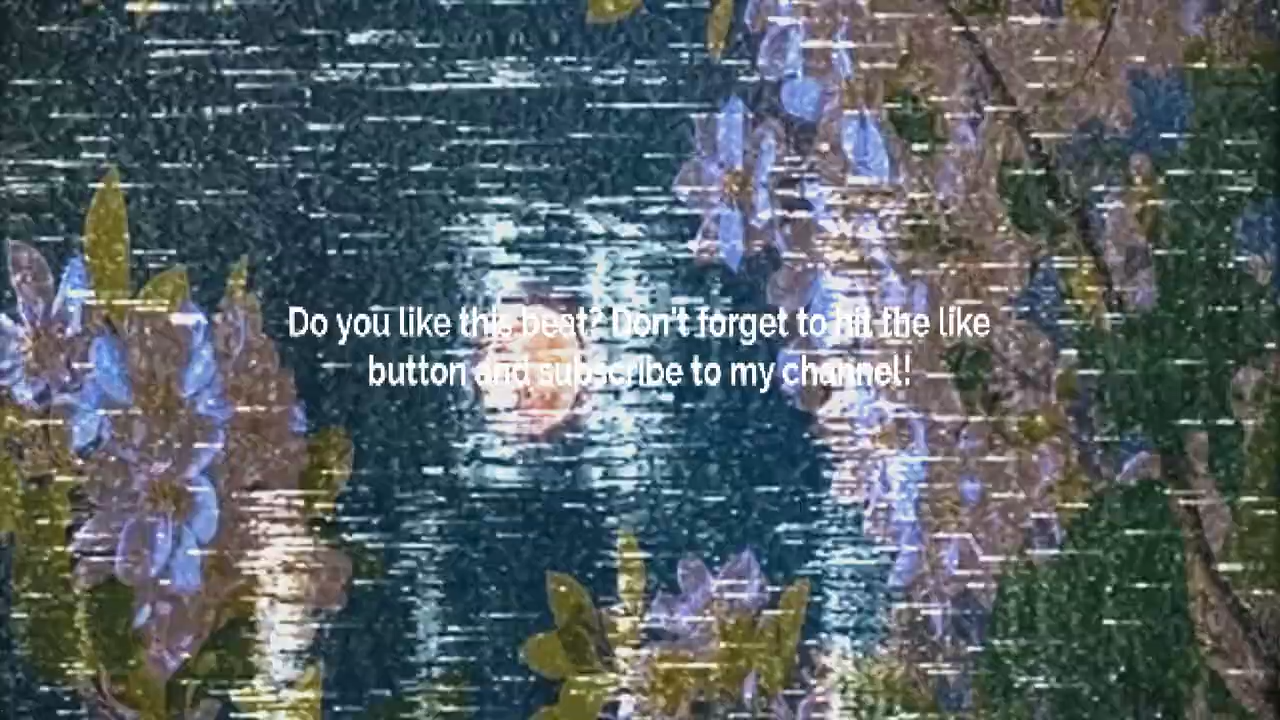 Do you like this beat? Don't forget to hit the like
button and subscribe to my channel!